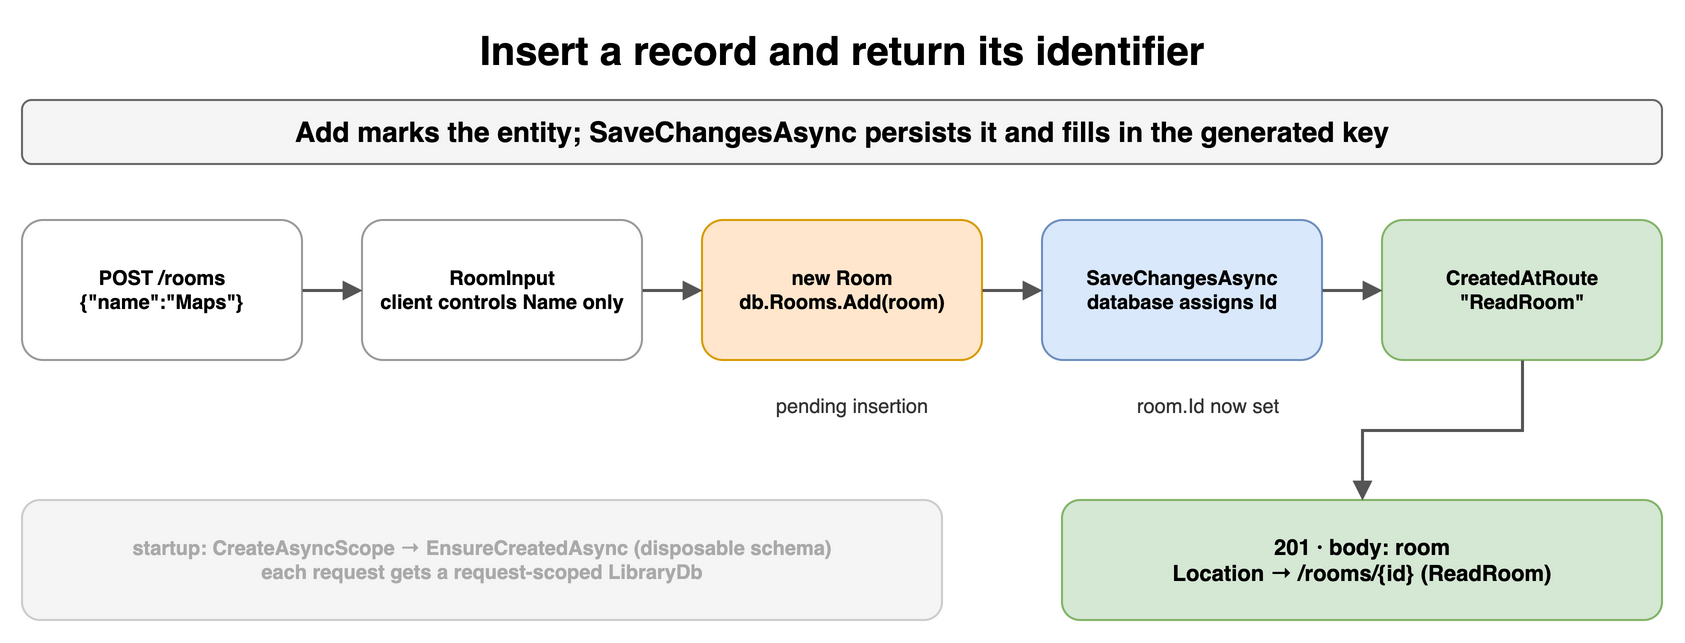 Insert a record and return its identifier
Add marks the entity; SaveChangesAsync persists it and fills in the generated key
POST /rooms
{"name":"Maps"}
RoomInput
client controls Name only
new Room
db.Rooms.Add(room)
SaveChangesAsync
database assigns Id
CreatedAtRoute
"ReadRoom"
pending insertion
room.Id now set
startup: CreateAsyncScope → EnsureCreatedAsync (disposable schema)
each request gets a request-scoped LibraryDb
201 · body: room
Location → /rooms/{id} (ReadRoom)